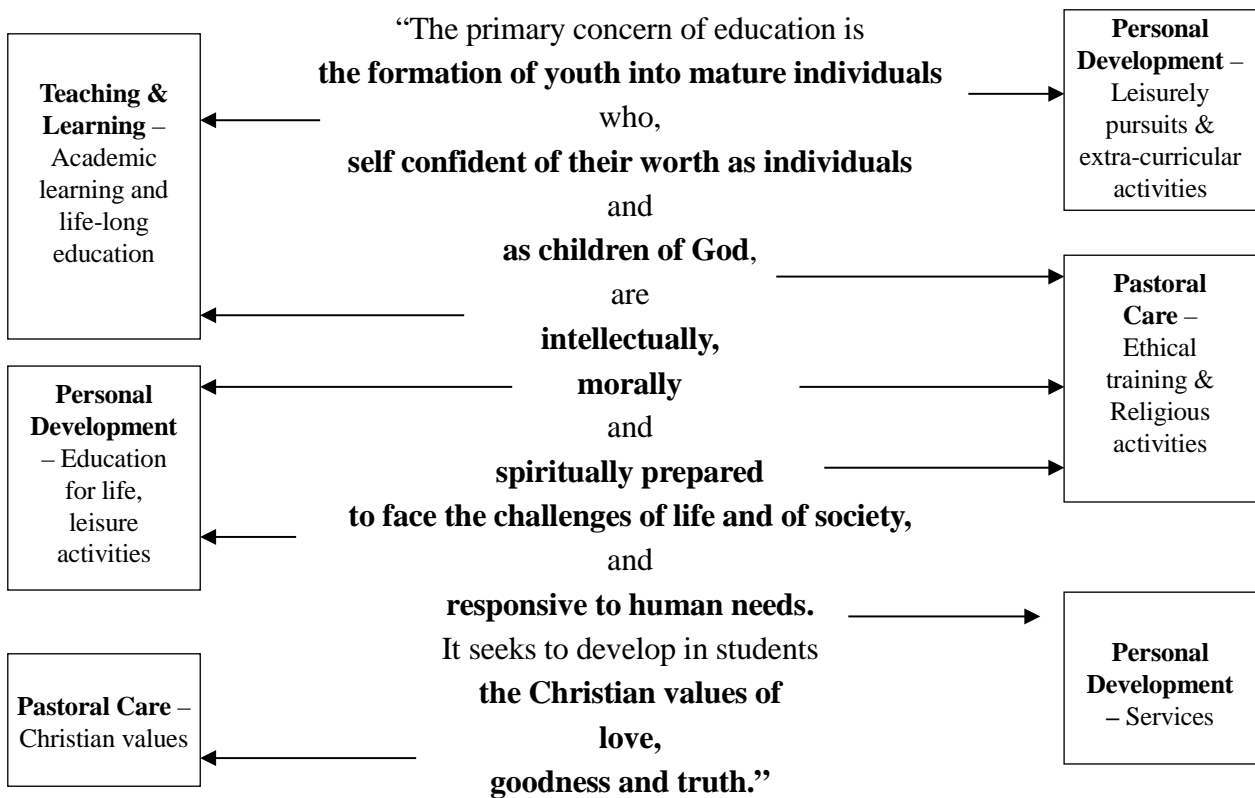 Teaching &
Learning –
Academic
learning and
life-long
education
Personal
Development
– Education
for life,
leisure
activities
Pastoral Care –
Christian values
“The primary concern of education is
the formation of youth into mature individuals
who,
self confident of their worth as individuals
and
as children of God,
are
intellectually,
morally
and
spiritually prepared
to face the challenges of life and of society,
and
responsive to human needs.
It seeks to develop in students
the Christian values of
love,
goodness and truth.”
Personal
Development –
Leisurely
pursuits &
extra-curricular
activities
Pastoral
Care –
Ethical
training &
Religious
activities
Personal
Development
– Services